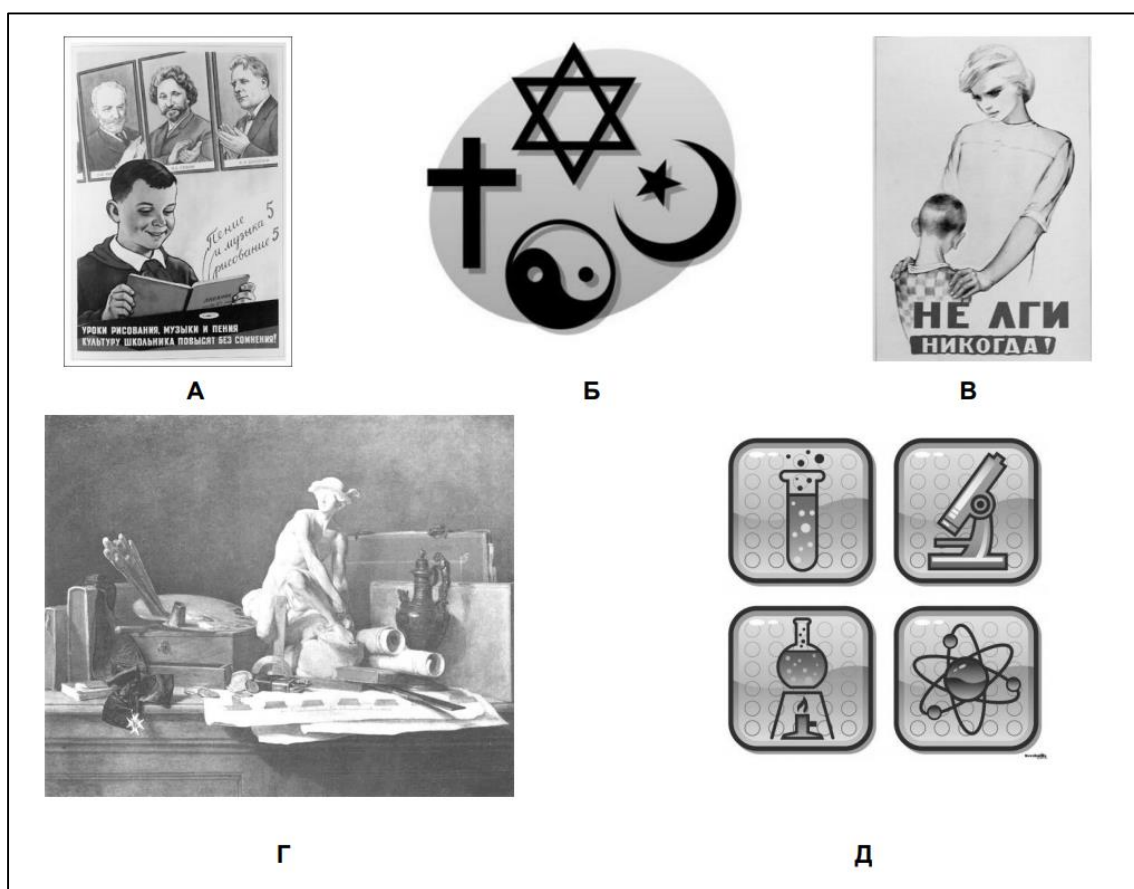 Пение
и музыка 5
рисование 5
УРОКИ РИСОВАНИЯ, МУЗЫКИ И ПЕНИЯ
КУЛЬТУРУ ШКОЛЬНИКА ПОВЫСЯТ БЕЗ СОМНЕНИЯ!
НЕ ЛГИ
НИКОГДА!
А
Б
В
Г
Д